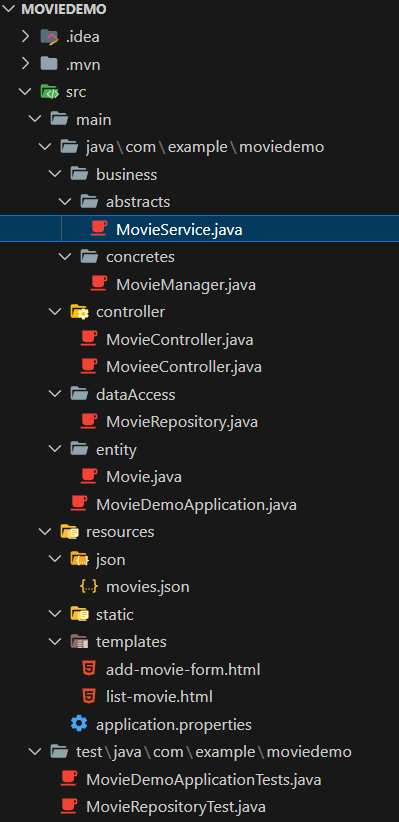 MOVIEDEMO
.idea
.mvn
src
main
java\com\example\moviedemo
business
abstracts
MovieService.java
concretes
MovieManager.java
controller
MovieController.java
MovieeController.java
dataAccess
MovieRepository.java
entity
Movie.java
MovieDemoApplication.java
resources
json
movies.json
static
templates
add-movie-form.html
list-movie.html
application.properties
test\java\com\example\moviedemo
MovieDemoApplicationTests.java
MovieRepositoryTest.java